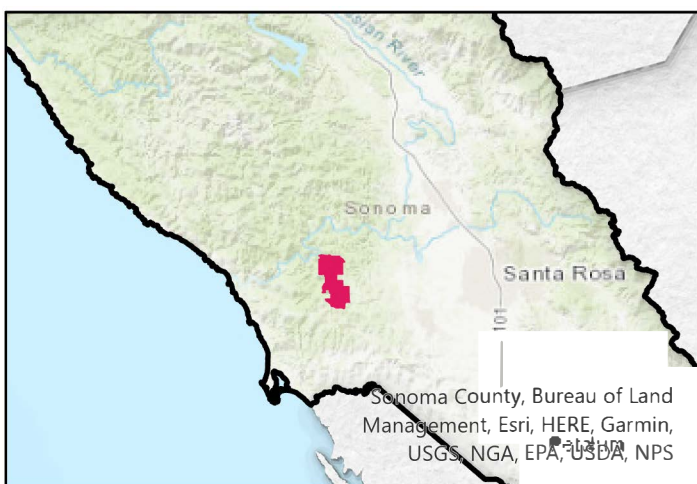 sian River
Sonoma
Santa Rosa
101
Sonoma County, Bureau of Land
Management, Esri, HERE, Garmin,
USGS, NGA, EPA, USDA, NPS